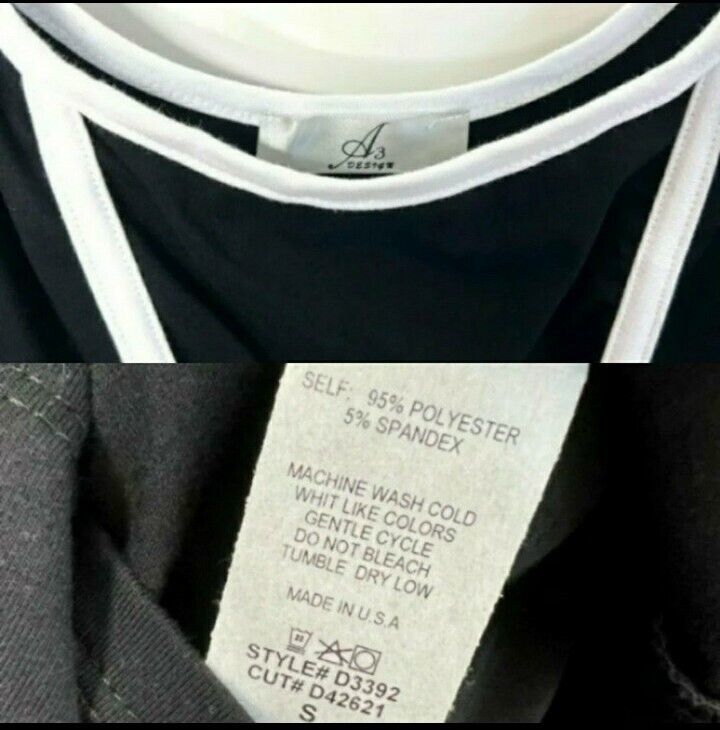 A3
DESIGN
SELF: 95% POLYESTER
5% SPANDEX
MACHINE WASH COLD
WHIT LIKE COLORS
GENTLE CYCLE
DO NOT BLEACH
TUMBLE DRY LOW
MADE IN U.S.A
STYLE# D3392
CUT# D42621
S